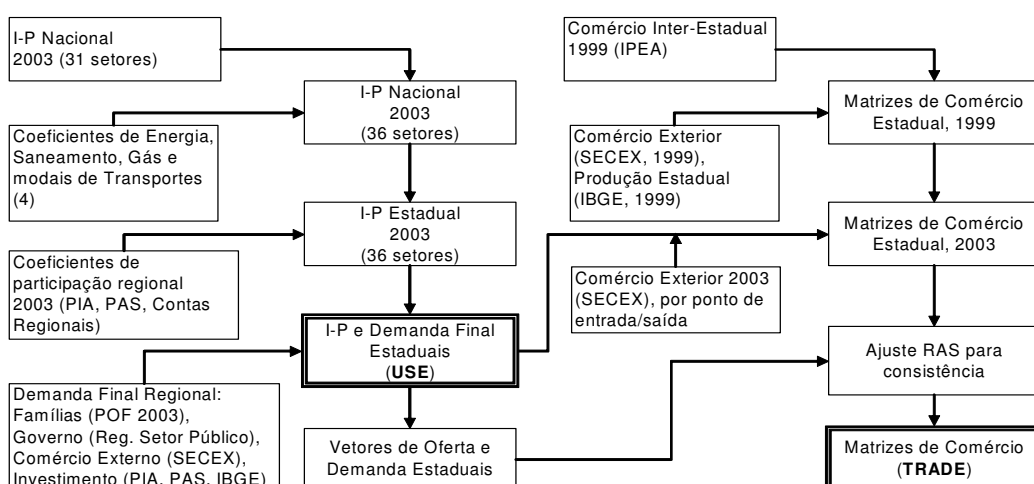 I-P Nacional
2003 (31 setores)
I-P Nacional
2003
(36 setores)
Coeficientes de Energia,
Saneamento, Gás e
modais de Transportes
(4)
I-P Estadual
2003
(36 setores)
Coeficientes de
participação regional
2003 (PIA, PAS, Contas
Regionais)
I-P e Demanda Final
Estaduais
(USE)
Demanda Final Regional:
Famílias (POF 2003),
Governo (Reg. Setor Público),
Comércio Externo (SECEX),
Investimento (PIA, PAS, IBGE)
Vetores de Oferta e
Demanda Estaduais
Comércio Inter-Estadual
1999 (IPEA)
Matrizes de Comércio
Estadual, 1999
Comércio Exterior
(SECEX, 1999),
Produção Estadual
(IBGE, 1999)
Matrizes de Comércio
Estadual, 2003
Comércio Exterior 2003
(SECEX), por ponto de
entrada/saída
Ajuste RAS para
consistência
Matrizes de Comércio
(TRADE)